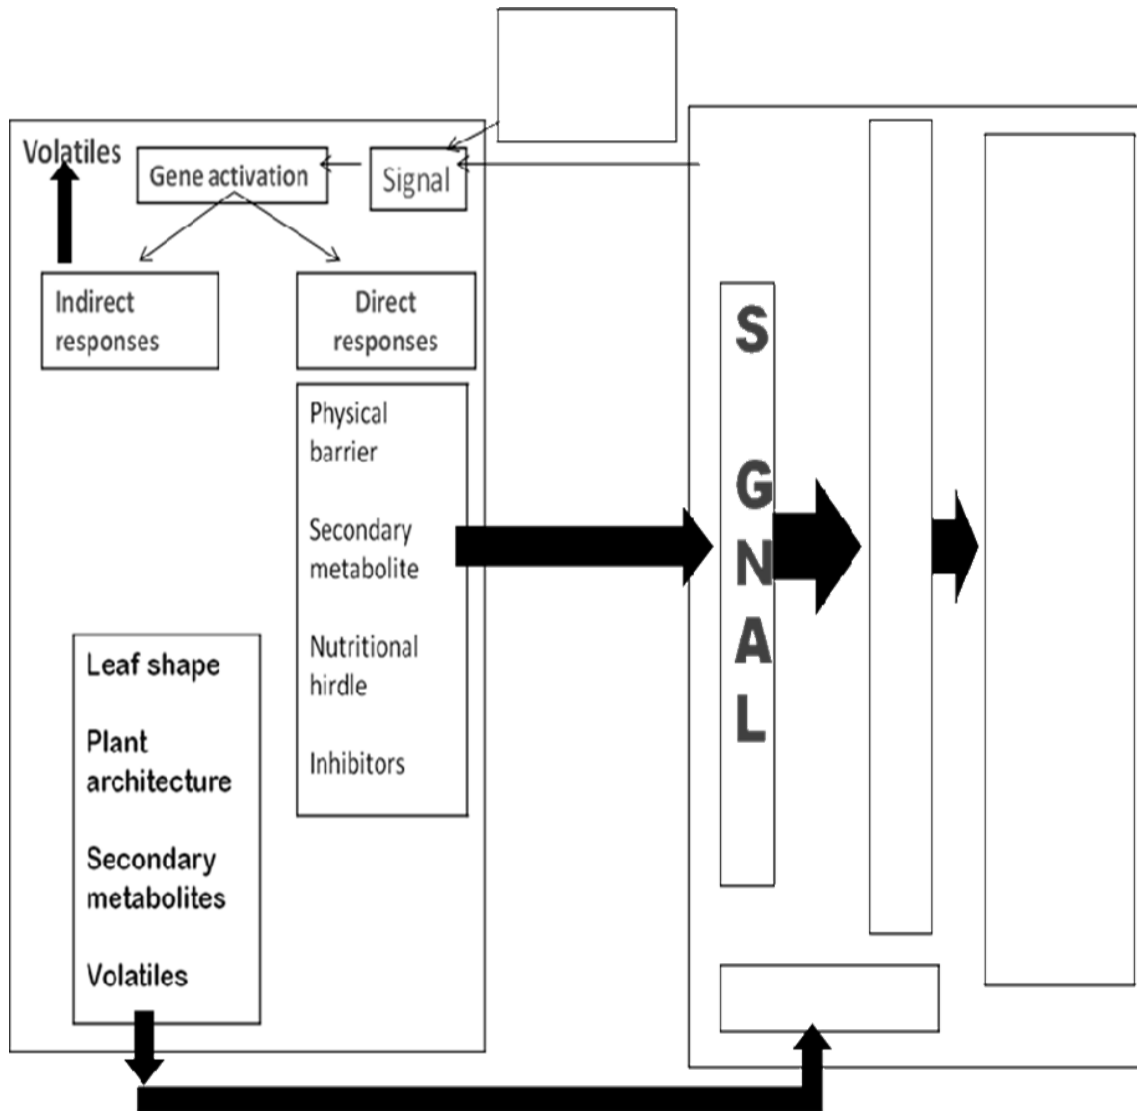 Volatiles
Gene activation
Signal
Indirect
responses
Direct
responses
Physical
barrier
Secondary
metabolite
Nutritional
hirdle
Inhibitors
Leaf shape
Plant
architecture
Secondary
metabolites
Volatiles
S
G
N
A
L